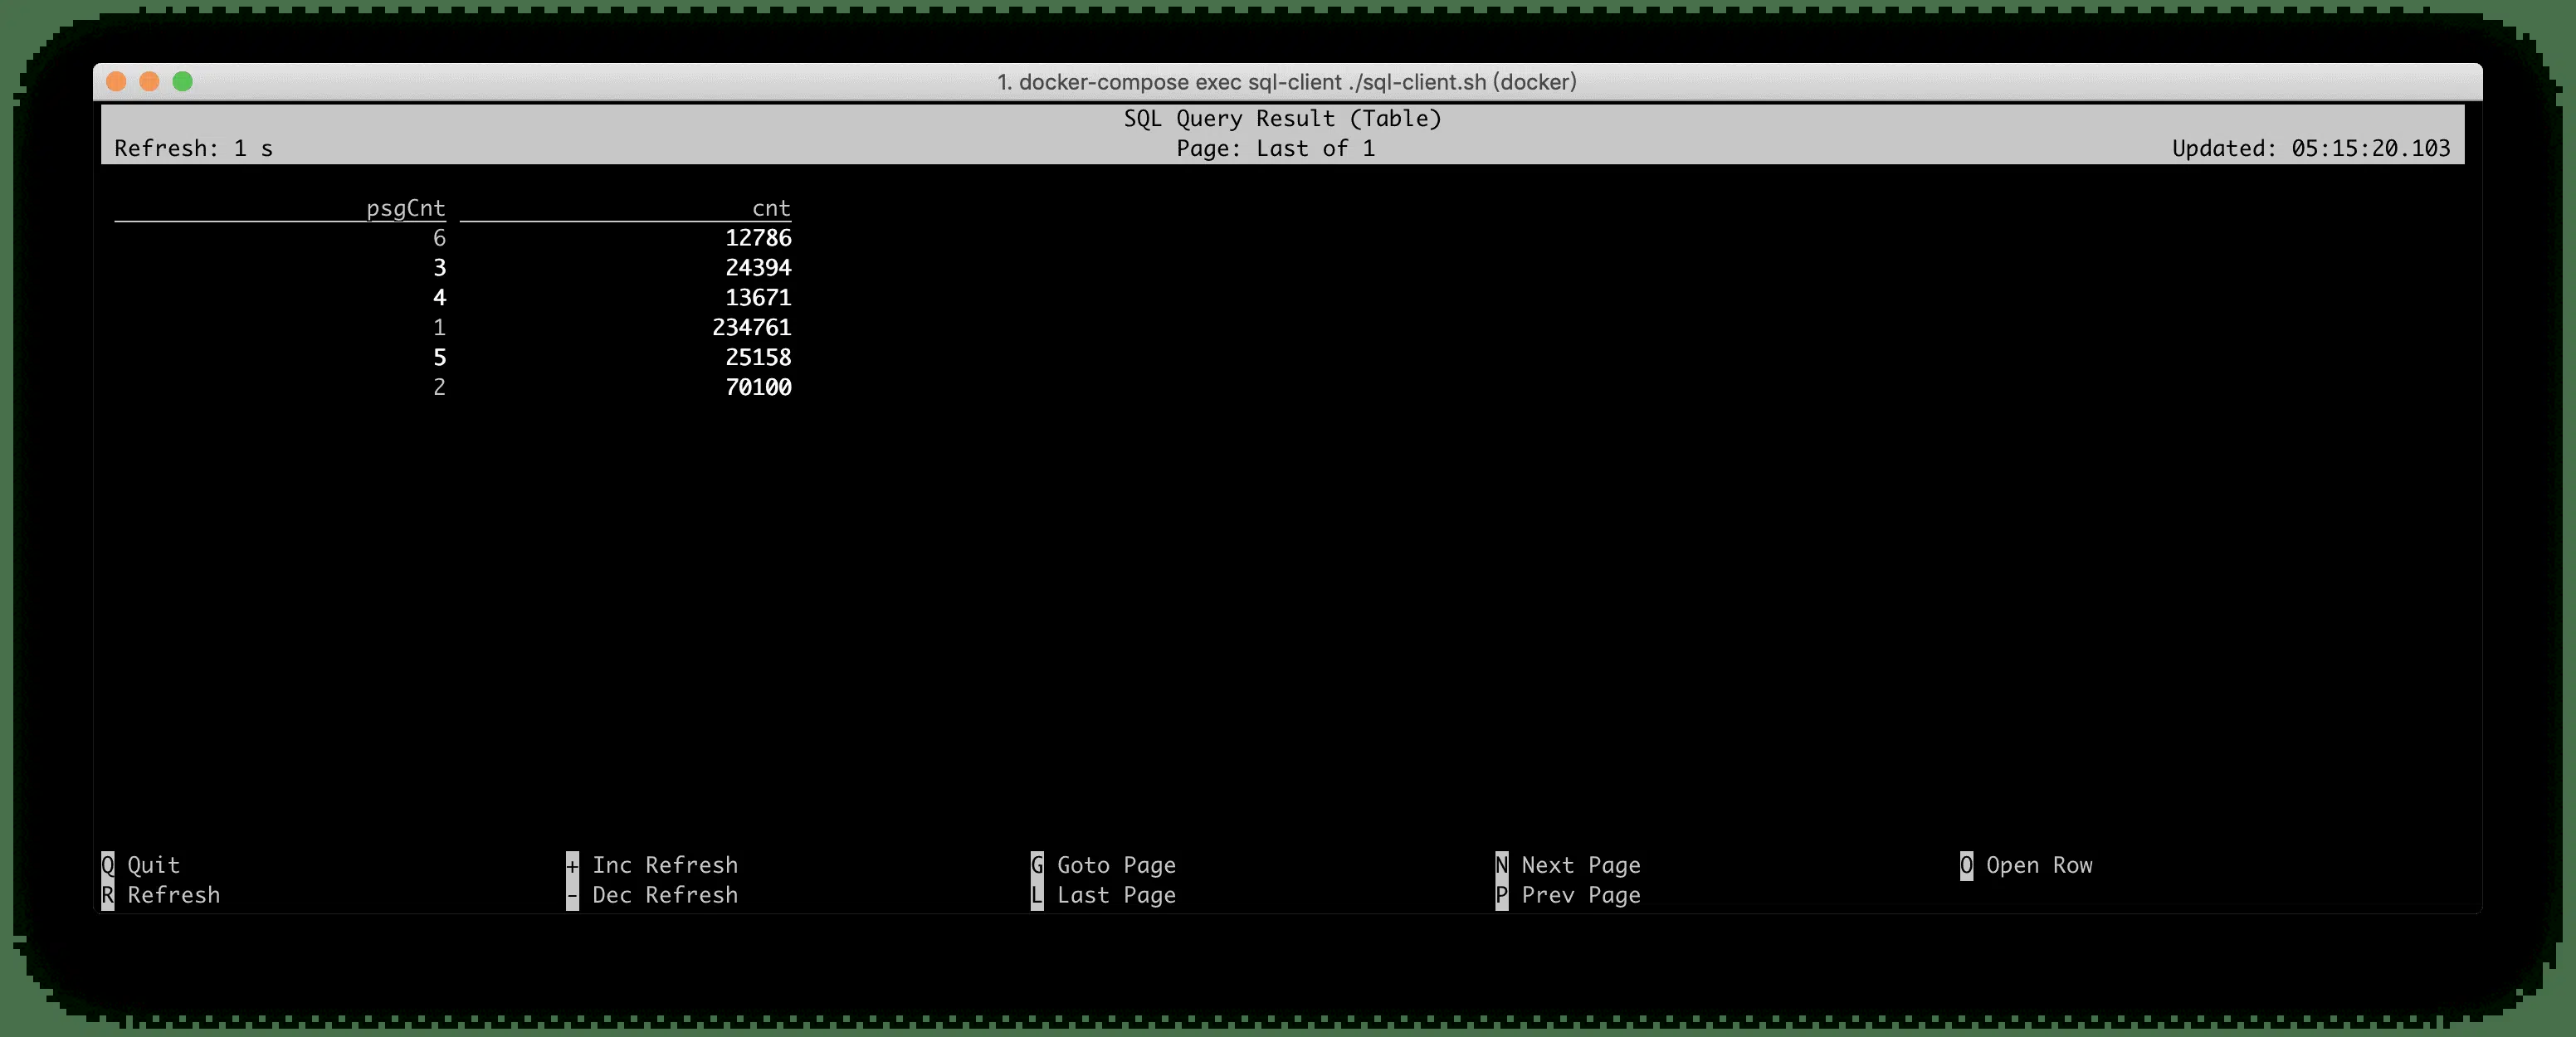 1. docker-compose exec sql-client ./sql-client.sh (docker)
SQL Query Result (Table)
Refresh: 1 s Page: Last of 1 Updated: 05:15:20.103
psgCnt cnt
6 12786
3 24394
4 13671
1 234761
5 25158
2 70100
Q Quit + Inc Refresh G Goto Page N Next Page O Open Row
R Refresh - Dec Refresh L Last Page P Prev Page